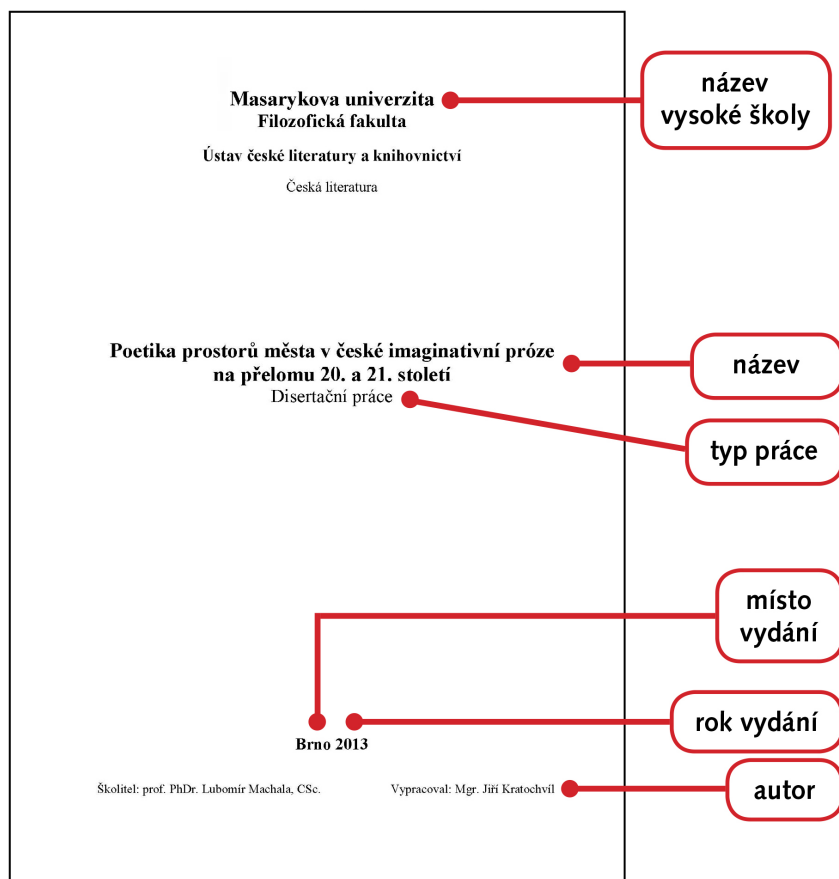 Masarykova univerzita
Filozofická fakulta
Ústav české literatury a knihovnictví
Česká literatura
název
vysoké školy
Poetika prostorů města v české imaginativní próze
na přelomu 20. a 21. století
Disertační práce
název
typ práce
místo
vydání
rok vydání
Brno 2013
Školitel: prof. PhDr. Lubomír Machala, CSc.
Vypracoval: Mgr. Jiří Kratochvíl
autor